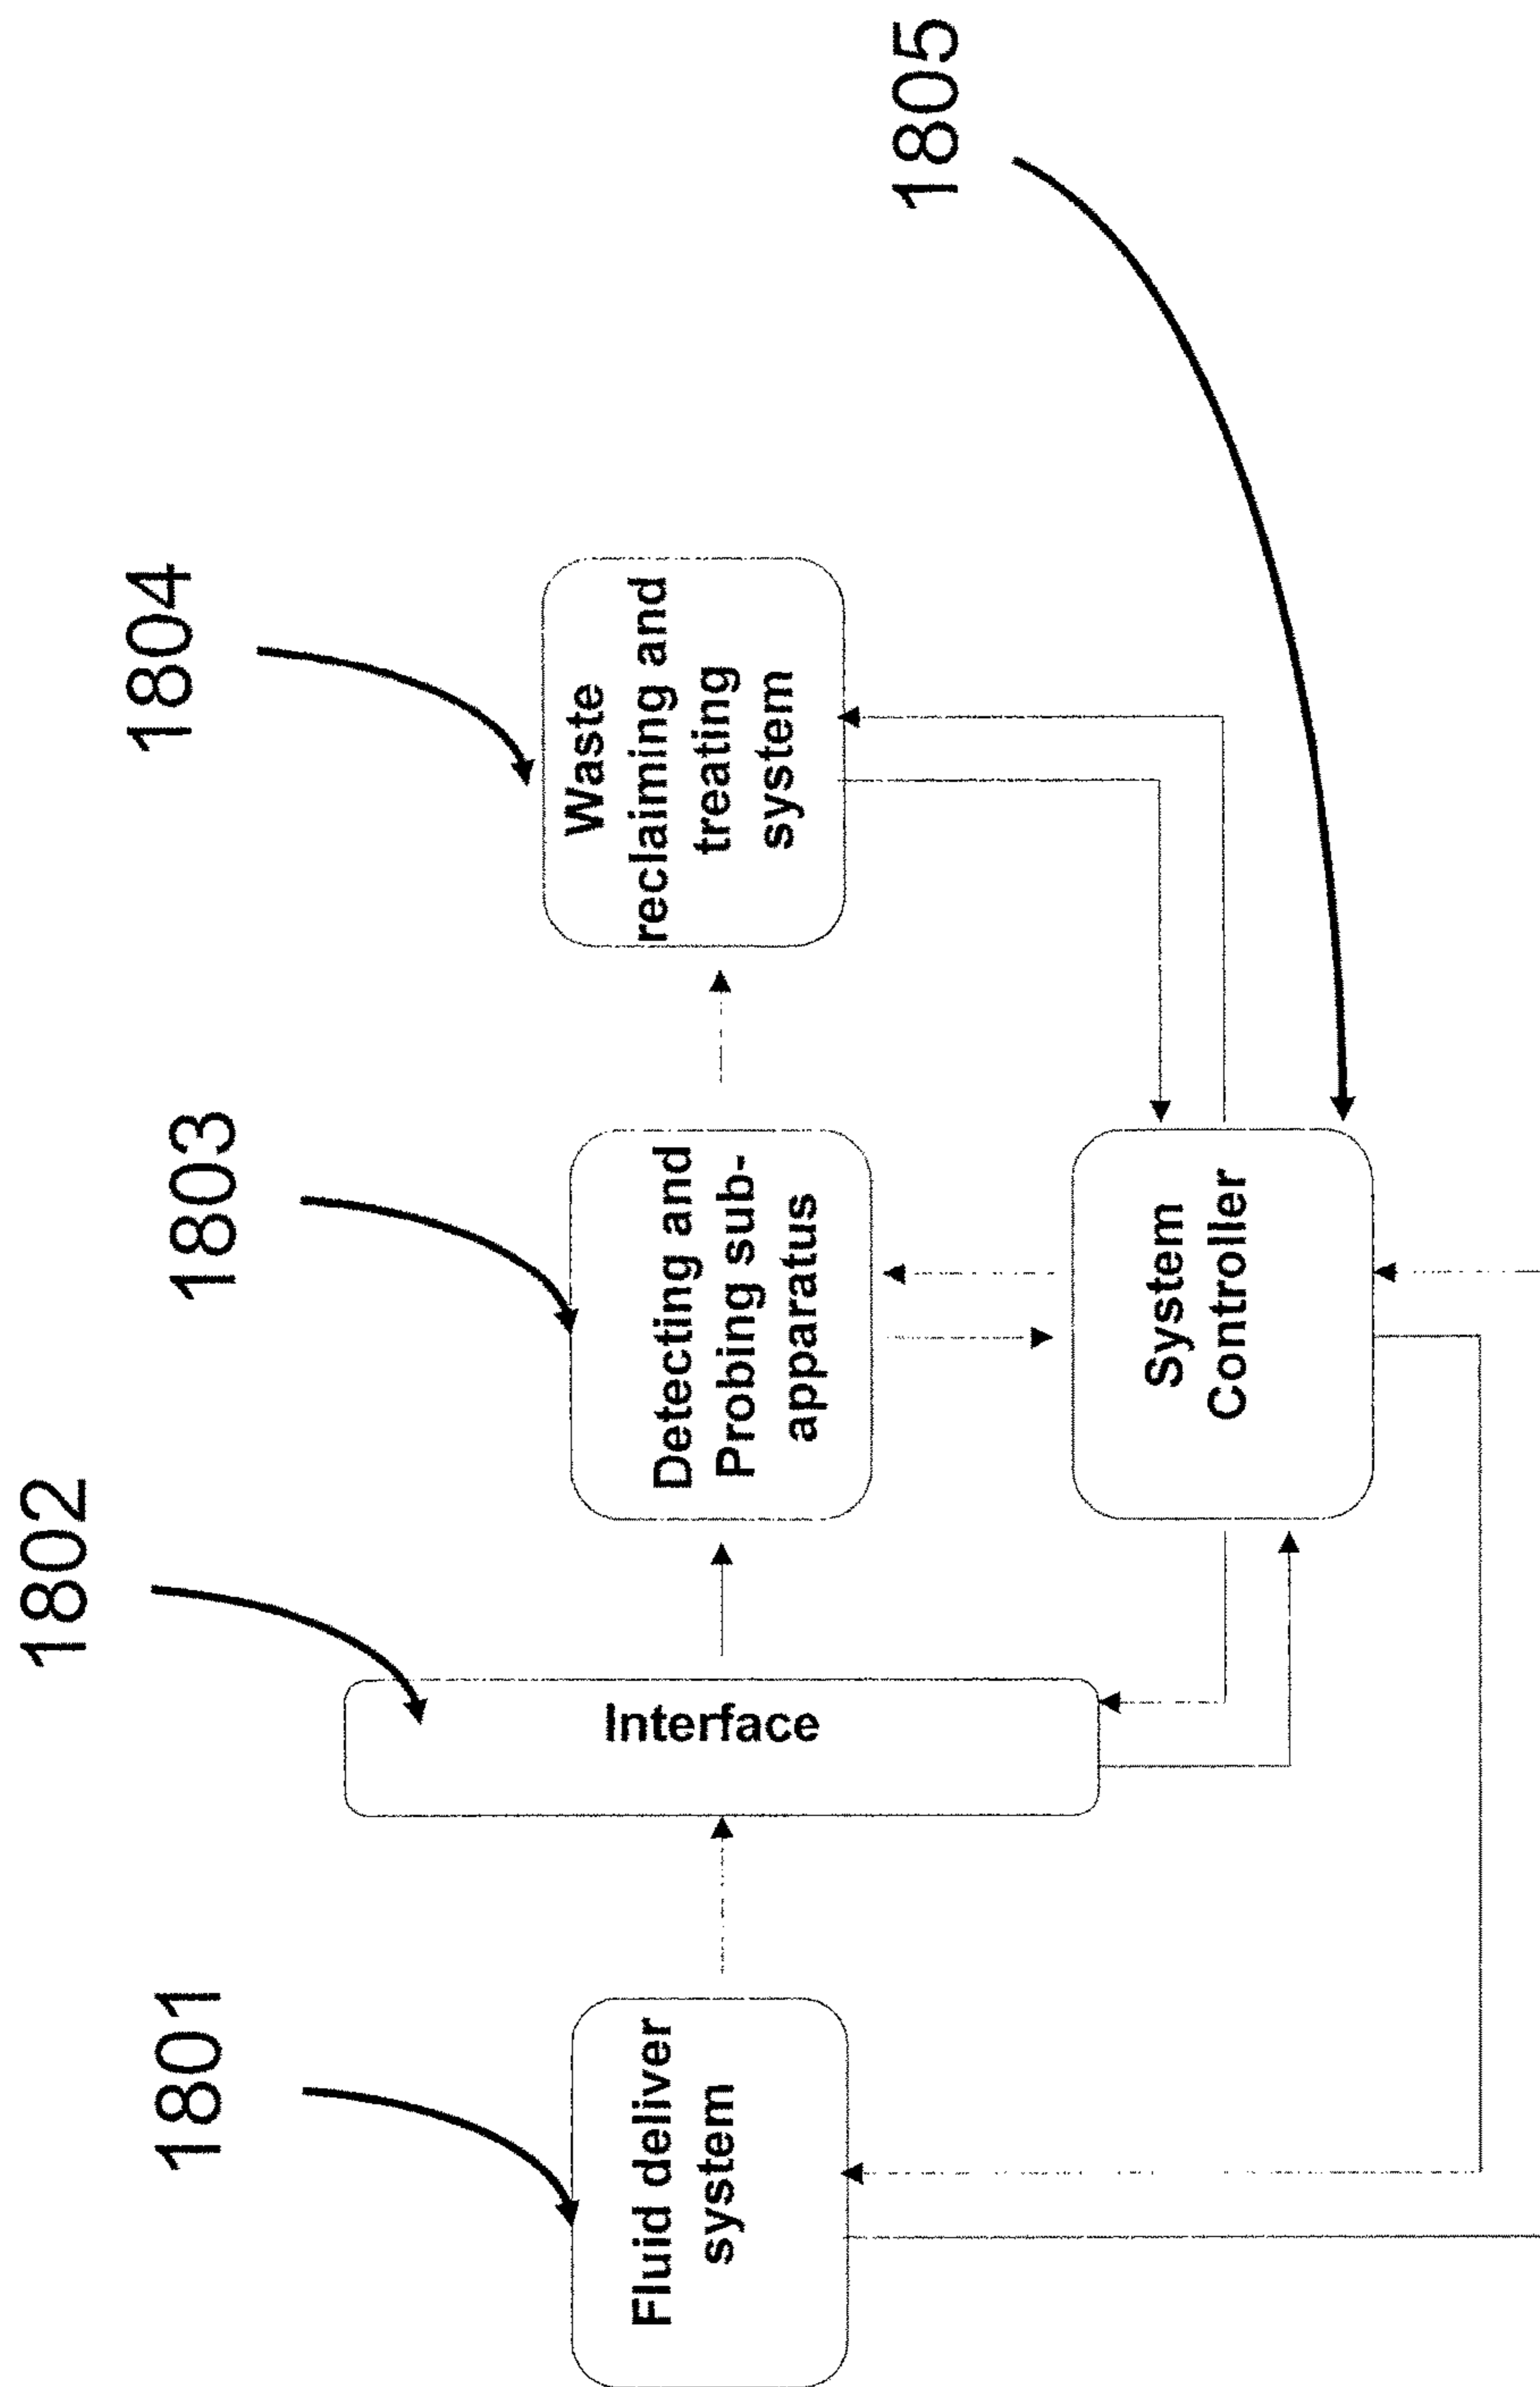 1801
1802
1803
1804
1805
Fluid deliver
system
Interface
Detecting and
Probing sub-
apparatus
Waste
reclaiming and
treating
system
System
Controller